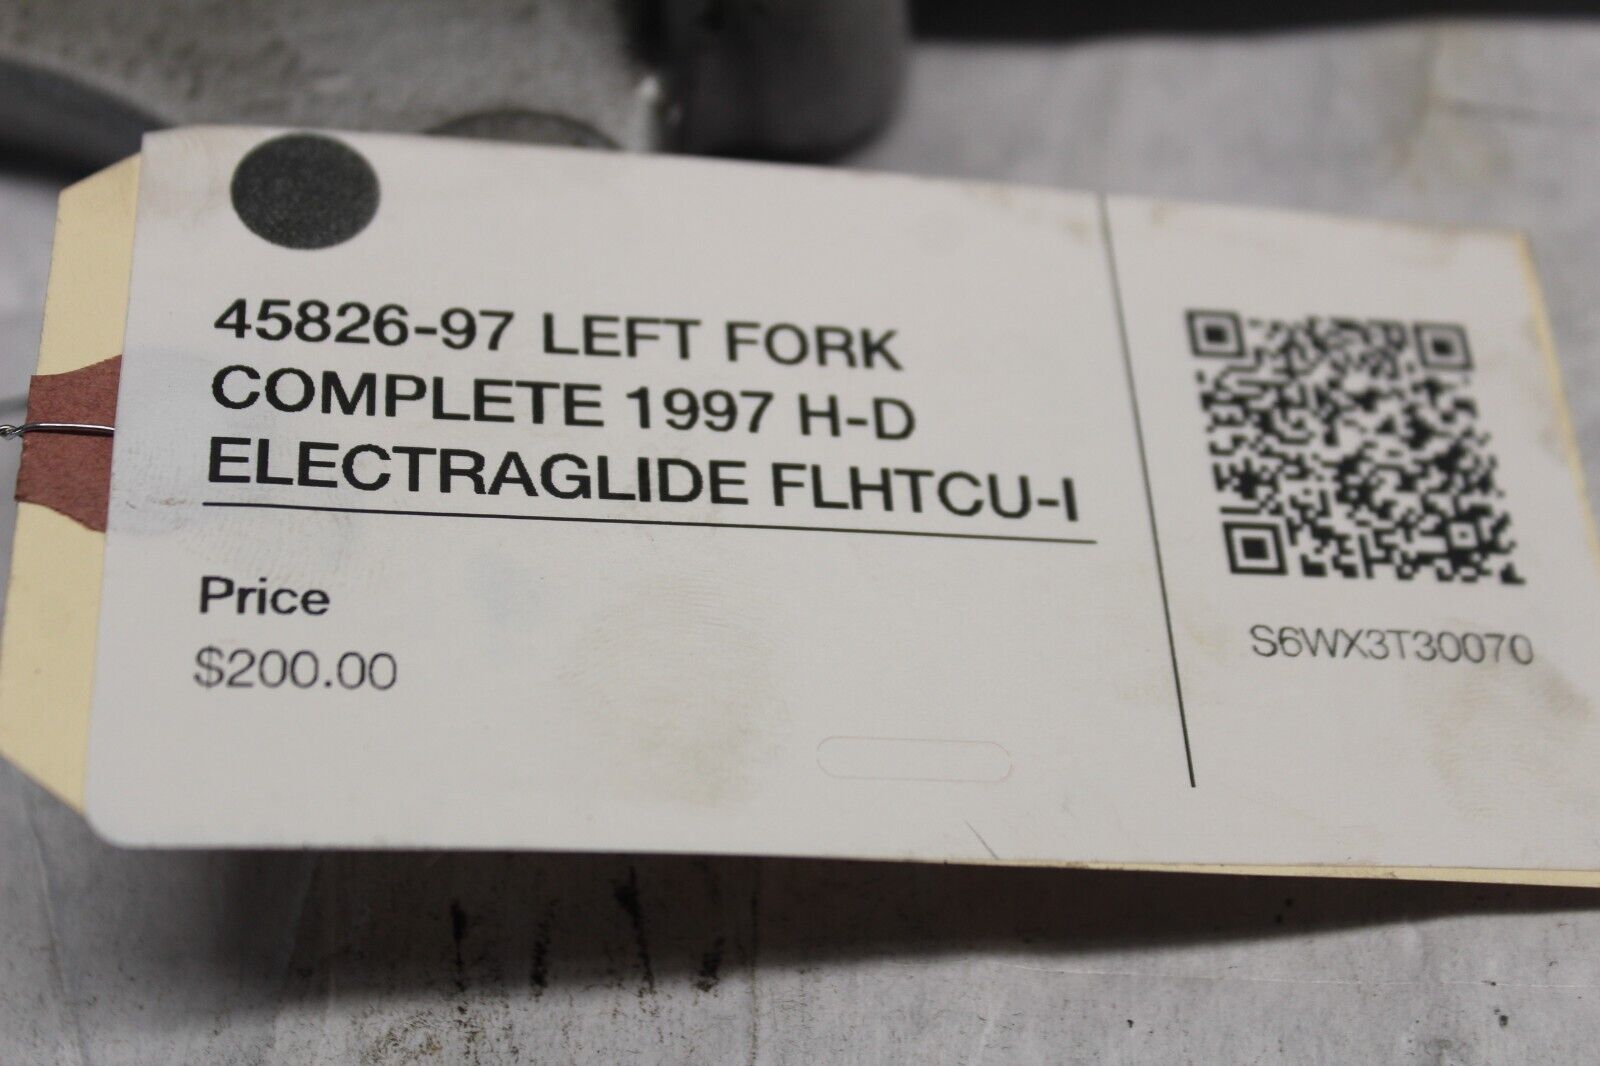 45826-97 LEFT FORK
COMPLETE 1997 H-D
ELECTRAGLIDE FLHTCU-I
Price
$200.00
S6WX3T30070